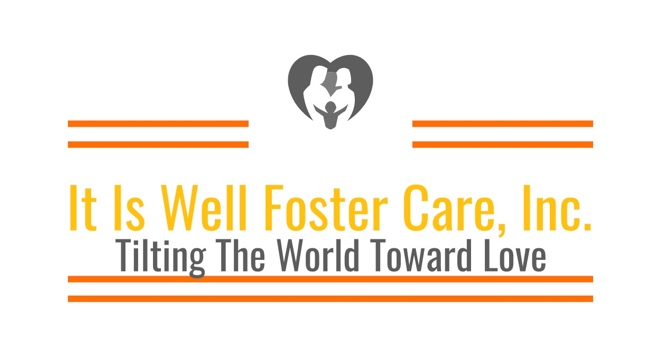 It Is Well Foster Care, Inc.
Tilting The World Toward Love